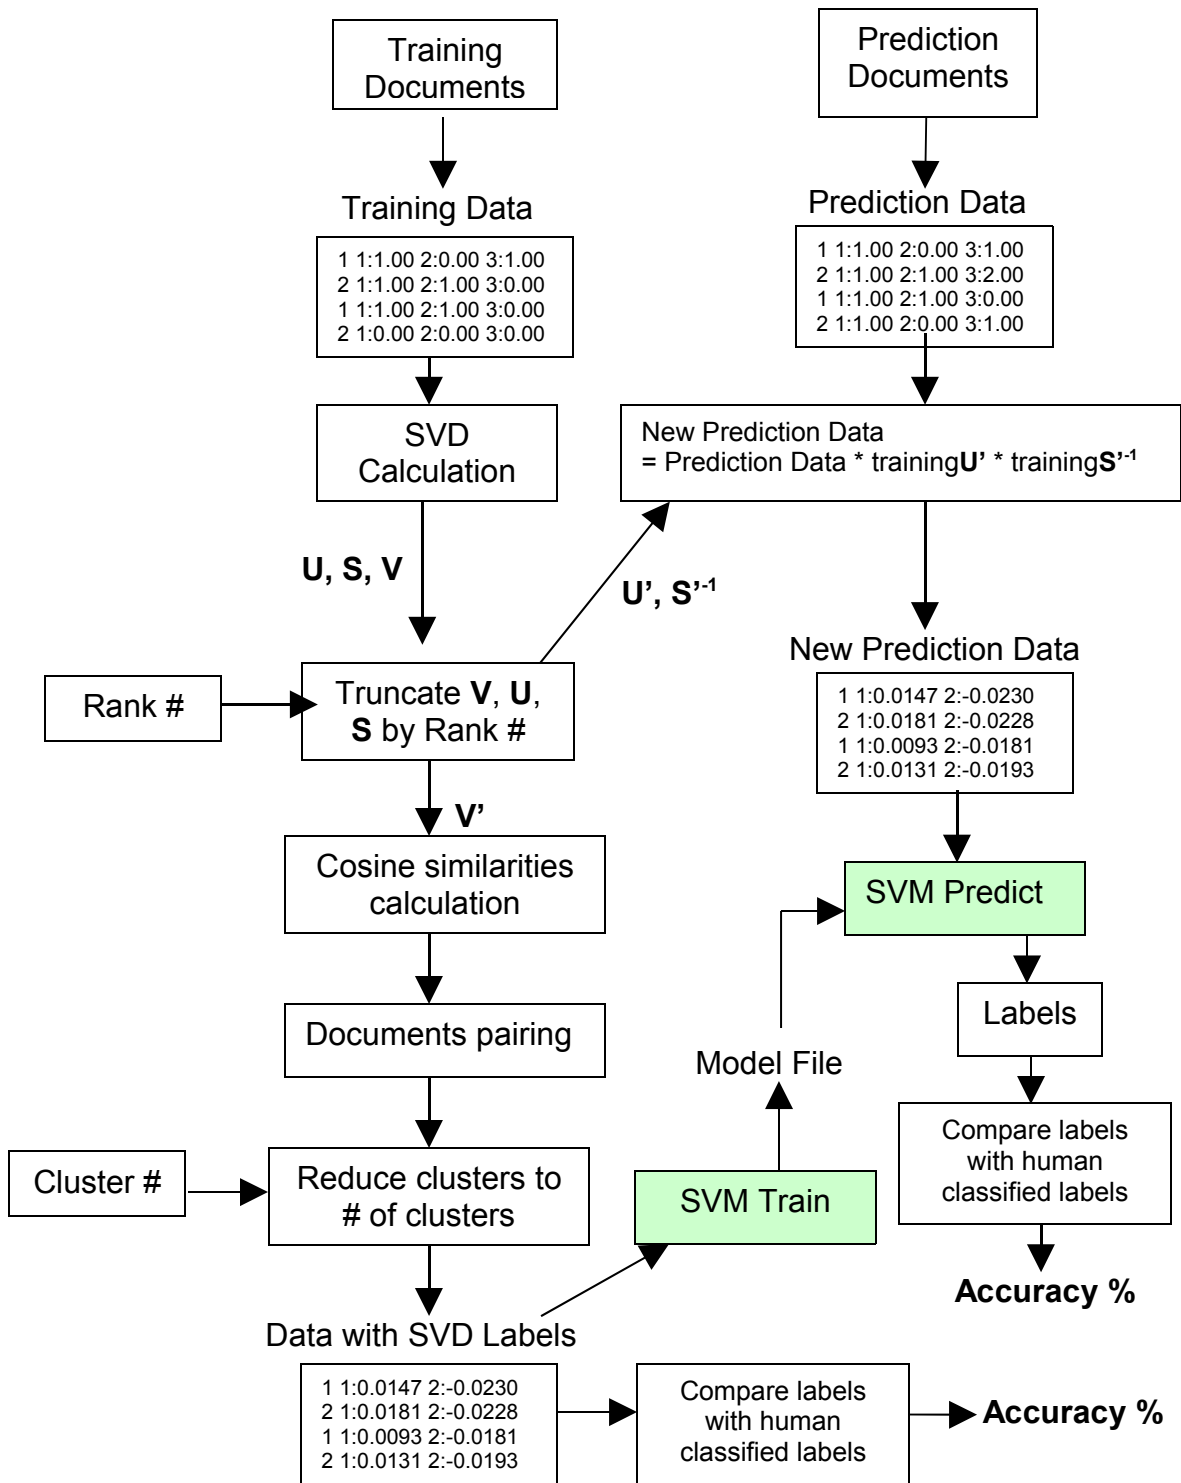 Training
Documents
Prediction
Documents
Training Data
1 1:1.00 2:0.00 3:1.00
2 1:1.00 2:1.00 3:0.00
1 1:1.00 2:1.00 3:0.00
2 1:0.00 2:0.00 3:0.00
Prediction Data
1 1:1.00 2:0.00 3:1.00
2 1:1.00 2:1.00 3:2.00
1 1:1.00 2:1.00 3:0.00
2 1:1.00 2:0.00 3:1.00
SVD
Calculation
New Prediction Data
= Prediction Data * trainingU’ * trainingS’⁻¹
U, S, V
U’, S’⁻¹
Rank #
Truncate V, U,
S by Rank #
New Prediction Data
1 1:0.0147 2:-0.0230
2 1:0.0181 2:-0.0228
1 1:0.0093 2:-0.0181
2 1:0.0131 2:-0.0193
V’
Cosine similarities
calculation
SVM Predict
Documents pairing
Labels
Model File
Compare labels
with human
classified labels
Cluster #
Reduce clusters to
# of clusters
SVM Train
Accuracy %
Data with SVD Labels
1 1:0.0147 2:-0.0230
2 1:0.0181 2:-0.0228
1 1:0.0093 2:-0.0181
2 1:0.0131 2:-0.0193
Compare labels
with human
classified labels
Accuracy %